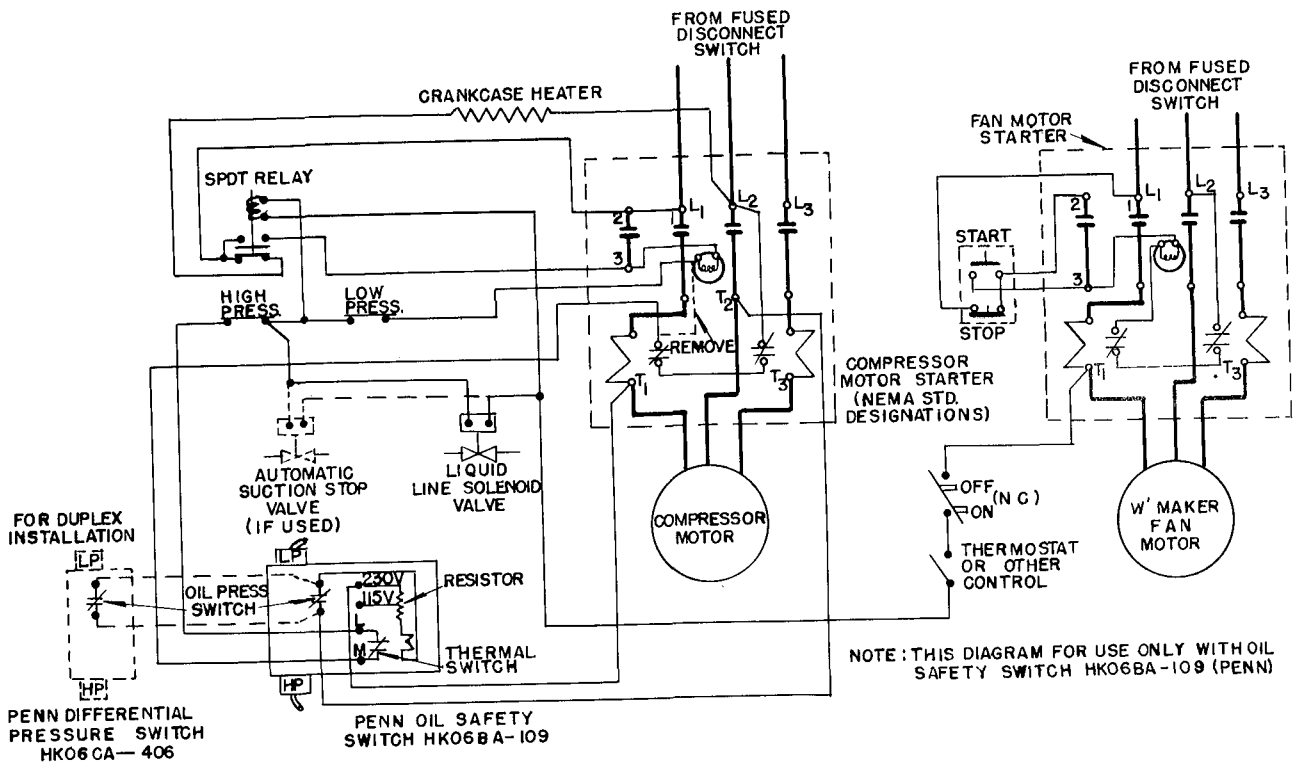 FROM FUSED
DISCONNECT
SWITCH
FROM FUSED
DISCONNECT
SWITCH
CRANKCASE HEATER
FAN MOTOR
STARTER
SPDT RELAY
L1
L2
L3
2
3
L1
L2
L3
2
3
START
STOP
HIGH
PRESS.
LOW
PRESS.
T2
REMOVE
T1
T3
T1
T3
COMPRESSOR
MOTOR STARTER
(NEMA STD.
DESIGNATIONS)
AUTOMATIC
SUCTION STOP
VALVE
(IF USED)
LIQUID
LINE SOLENOID
VALVE
COMPRESSOR
MOTOR
OFF
(NC)
ON
W'MAKER
FAN
MOTOR
THERMOSTAT
OR OTHER
CONTROL
FOR DUPLEX
INSTALLATION
LP
LP
OIL PRESS
SWITCH
230V
115V
L
M
RESISTOR
THERMAL
SWITCH
HP
HP
NOTE: THIS DIAGRAM FOR USE ONLY WITH OIL
SAFETY SWITCH HK06BA-109 (PENN)
PENN DIFFERENTIAL
PRESSURE SWITCH
HK06CA-406
PENN OIL SAFETY
SWITCH HK06BA-109